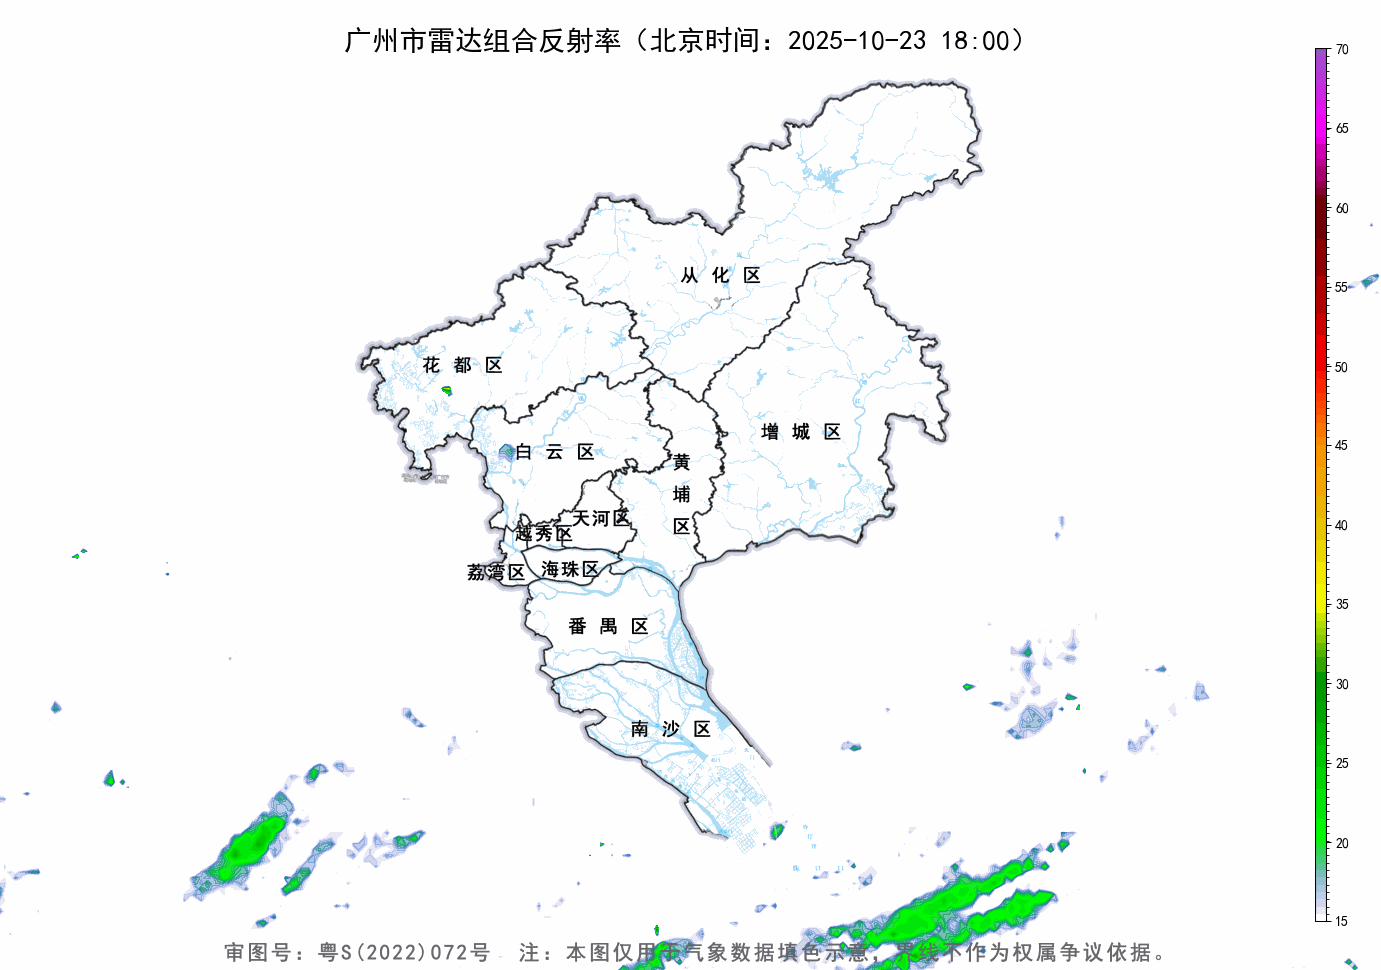 广州市雷达组合反射率（北京时间：2025-10-23 18:00）
70
65
60
55
50
45
40
35
30
25
20
15
从化区
花都区
增城区
白云区
黄埔区
天河区
越秀区
荔湾区
海珠区
番禺区
南沙区
审图号：粤S(2022)072号 注：本图仅用于气象数据填色示意，界线不作为权属争议依据。